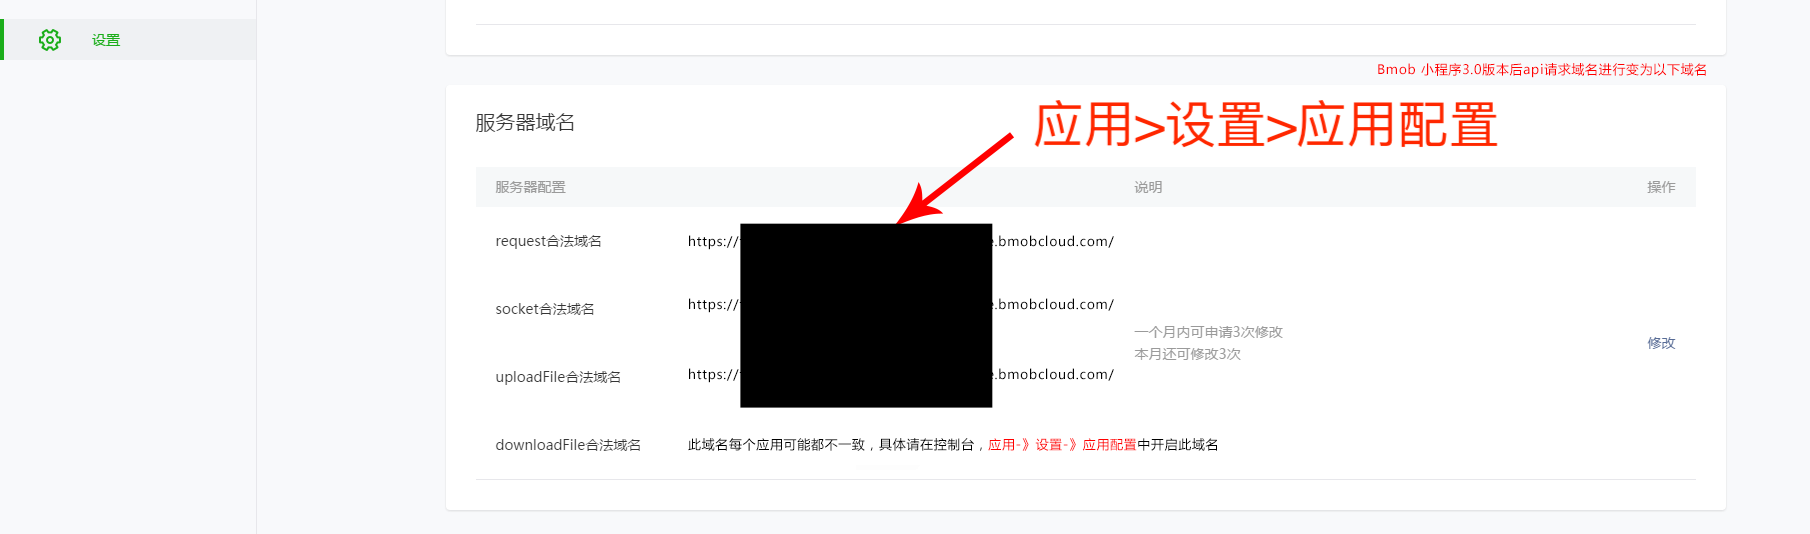 设置
Bmob 小程序3.0版本后api请求域名进行变为以下域名
服务器域名
应用>设置>应用配置
服务器配置 说明 操作
request合法域名 https:// e.bmobcloud.com/
socket合法域名 https:// e.bmobcloud.com/
一个月内可申请3次修改
本月还可修改3次
修改
uploadFile合法域名 https:// e.bmobcloud.com/
downloadFile合法域名 此域名每个应用可能都不一致，具体请在控制台，应用-》设置-》应用配置中开启此域名